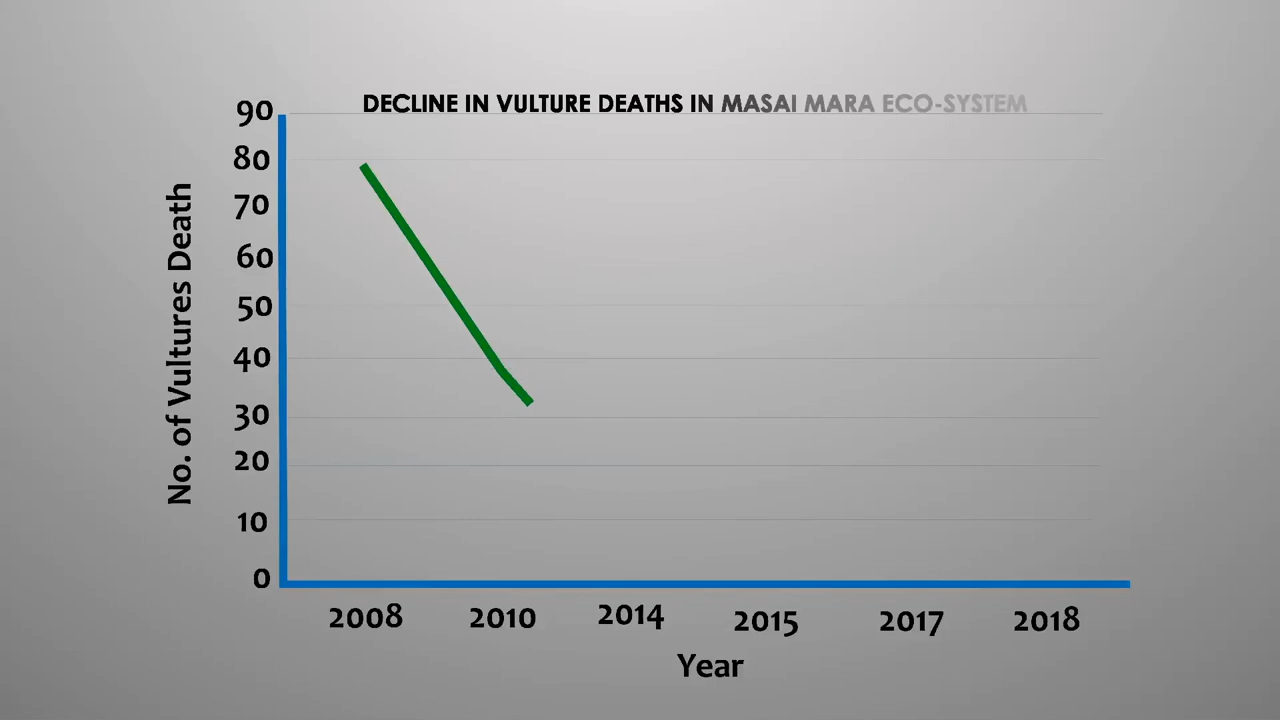 DECLINE IN VULTURE DEATHS IN MASAI MARA ECO-SYSTEM
90
80
70
60
50
40
30
20
10
0
No. of Vultures Death
2008 2010 2014 2015 2017 2018
Year